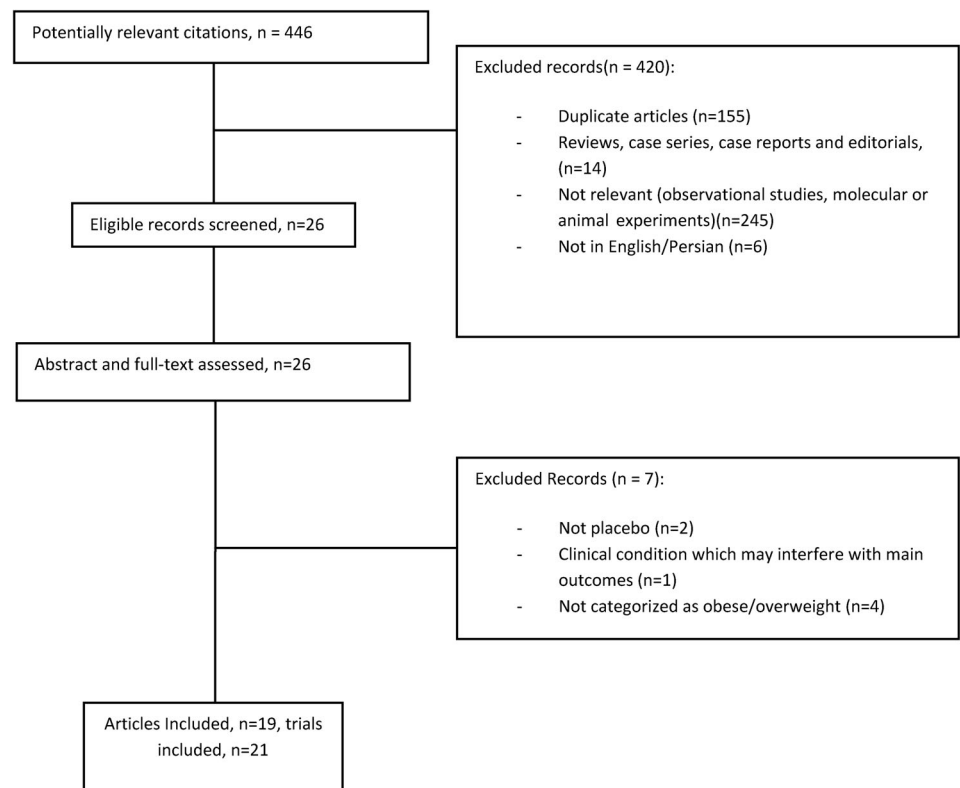 Potentially relevant citations, n = 446
Excluded records(n = 420):
- Duplicate articles (n=155)
- Reviews, case series, case reports and editorials,
(n=14)
- Not relevant (observational studies, molecular or
animal experiments)(n=245)
- Not in English/Persian (n=6)
Eligible records screened, n=26
Abstract and full-text assessed, n=26
Excluded Records (n = 7):
- Not placebo (n=2)
- Clinical condition which may interfere with main
outcomes (n=1)
- Not categorized as obese/overweight (n=4)
Articles Included, n=19, trials
included, n=21